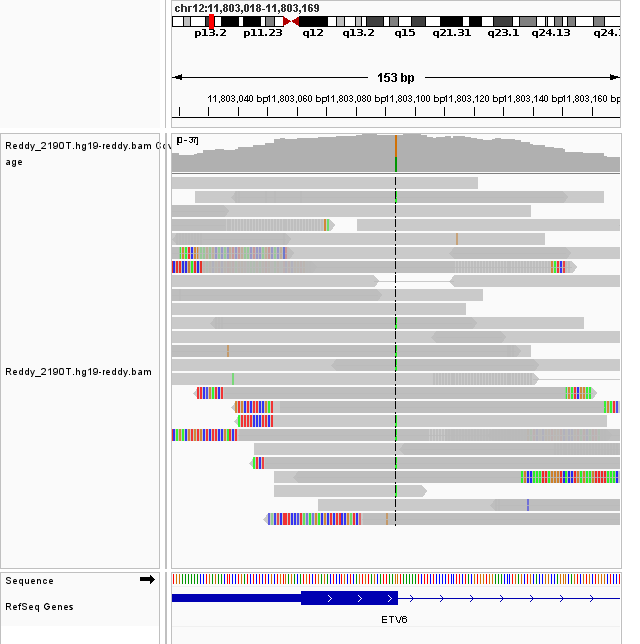 chr12:11,803,018-11,803,169
p13.2 p11.23 q12 q13.2 q15 q21.31 q23.1 q24.13 q24.
153 bp
11,803,040 bp 11,803,060 bp 11,803,080 bp 11,803,100 bp 11,803,120 bp 11,803,140 bp 11,803,160 bp
Reddy_2190T.hg19-reddy.bam Cov
age
[0 - 37]
Reddy_2190T.hg19-reddy.bam
Sequence
RefSeq Genes
ETV6